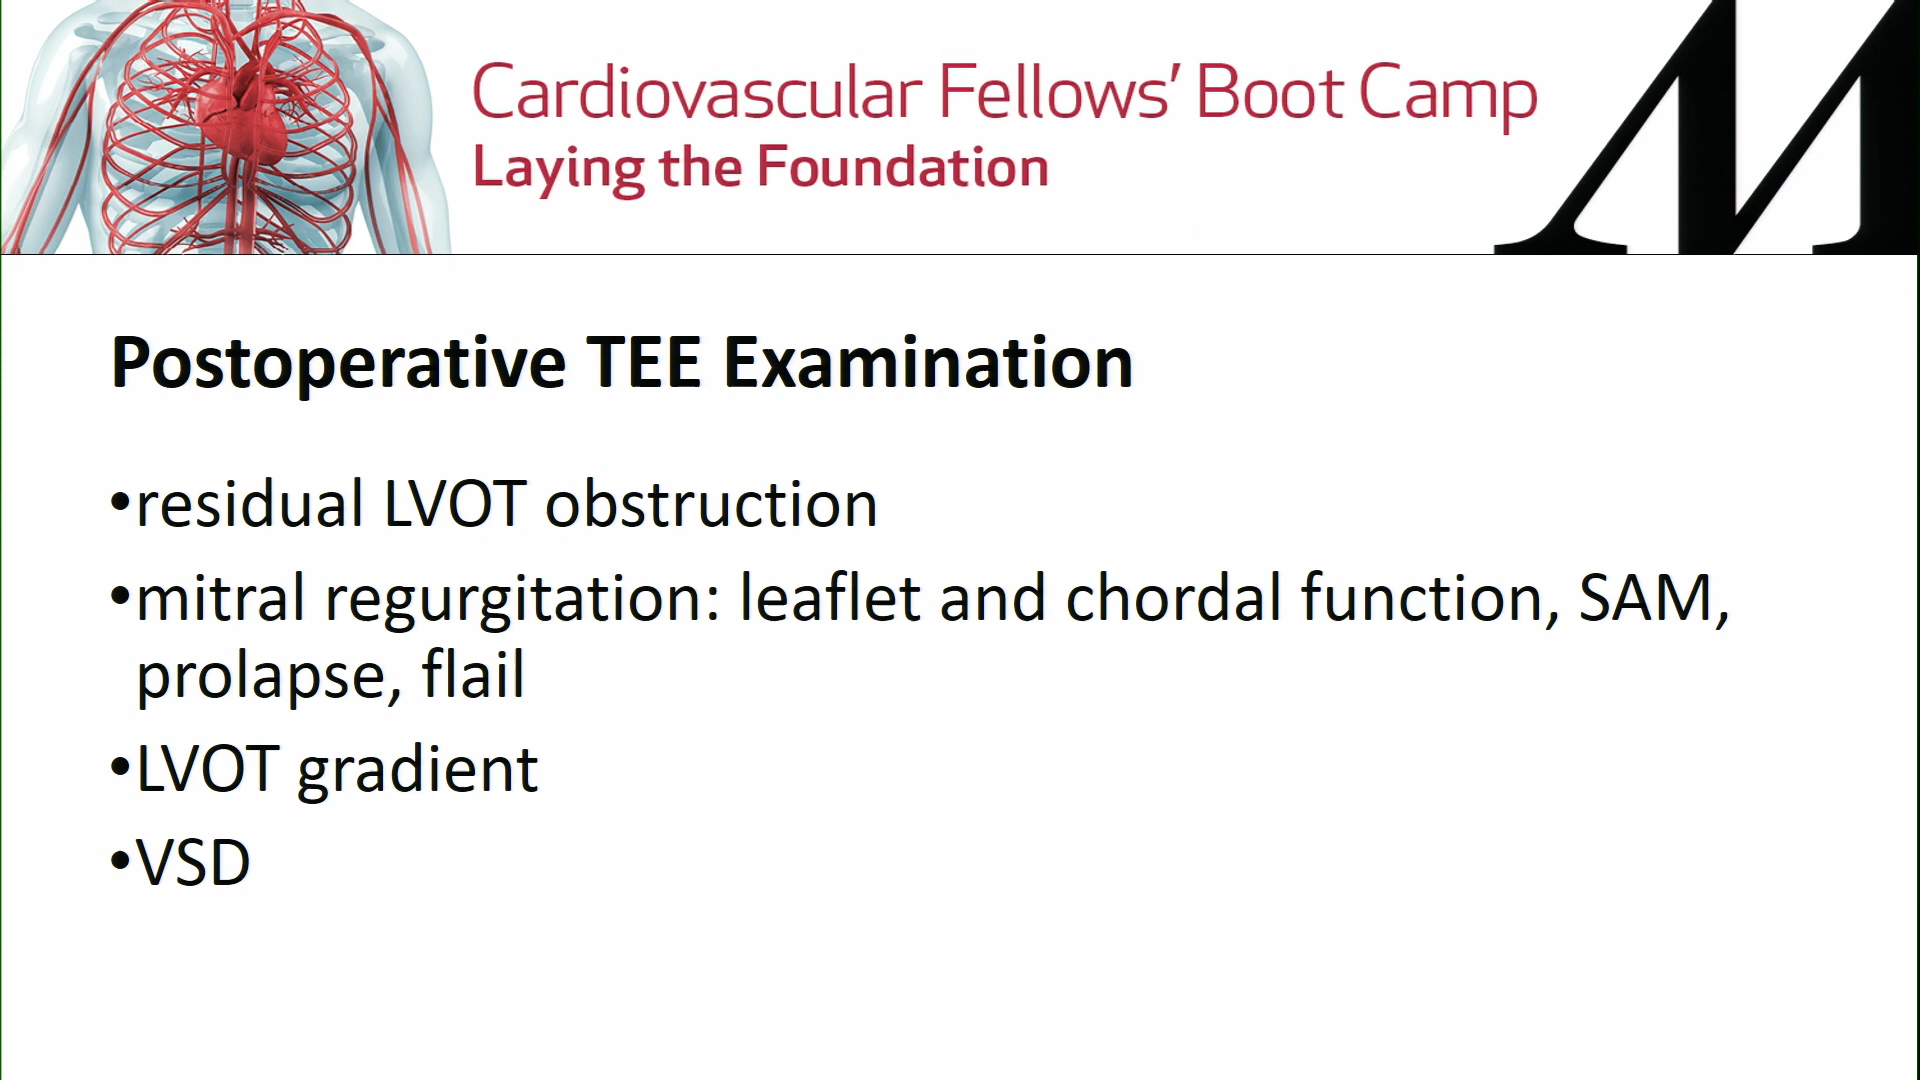 Cardiovascular Fellows’ Boot Camp
Laying the Foundation
M
Postoperative TEE Examination
•residual LVOT obstruction
•mitral regurgitation: leaflet and chordal function, SAM,
prolapse, flail
•LVOT gradient
•VSD